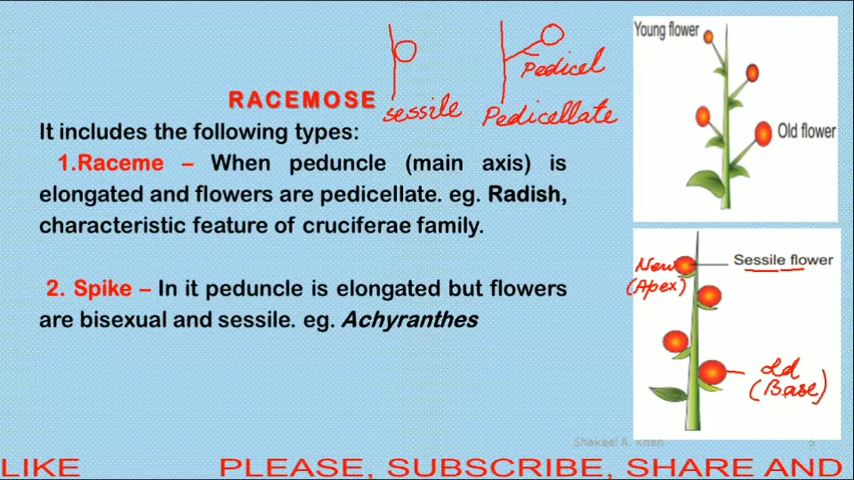 sessile
Pedicel
Pedicellate
RACEMOSE
It includes the following types:
1.Raceme – When peduncle (main axis) is
elongated and flowers are pedicellate. eg. Radish,
characteristic feature of cruciferae family.
2. Spike – In it peduncle is elongated but flowers
are bisexual and sessile. eg. Achyranthes
Young flower
Old flower
New
(Apex)
Sessile flower
old
(Base)
Shakeel A. Khan
5
LIKE PLEASE, SUBSCRIBE, SHARE AND